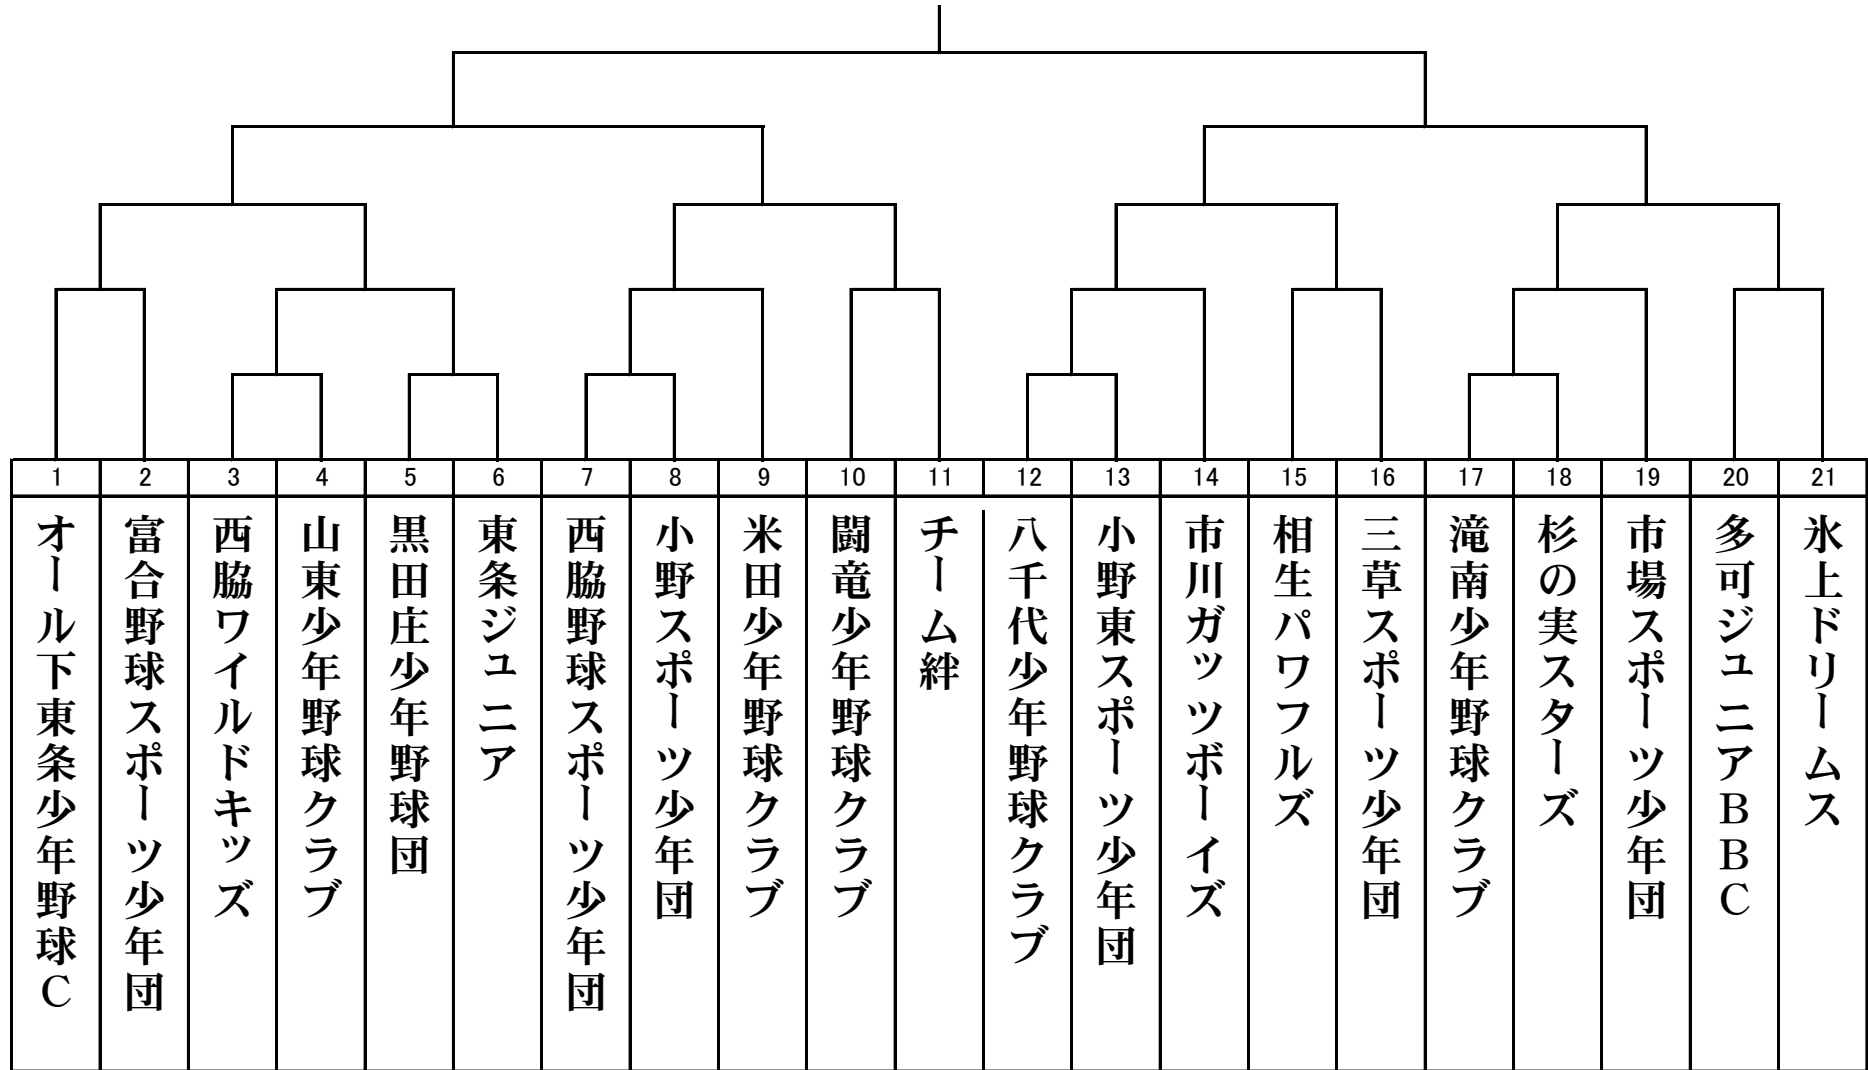 1 2 3 4 5 6 7 8 9 10 11 12 13 14 15 16 17 18 19 20 21
オール下東条少年野球C
富合野球スポーツ少年団
西脇ワイルドキッズ
山東少年野球クラブ
黒田庄少年野球団
東条ジュニア
西脇野球スポーツ少年団
小野スポーツ少年団
米田少年野球クラブ
闘竜少年野球クラブ
チーム絆
八千代少年野球クラブ
小野東スポーツ少年団
市川ガッツボーイズ
相生パワフルズ
三草スポーツ少年団
滝南少年野球クラブ
杉の実スターズ
市場スポーツ少年団
多可ジュニアBBC
氷上ドリームス